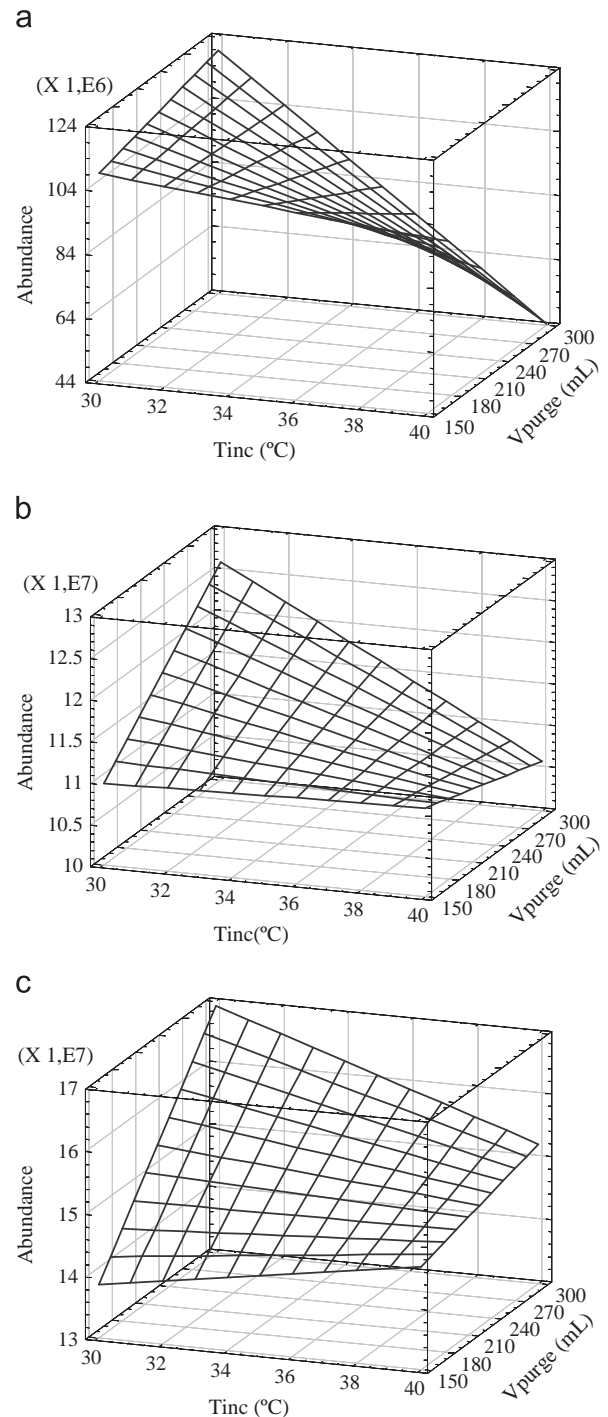 a
(X 1,E6)
124
104
84
64
44
Abundance
30 32 34 36 38 40
Tinc (ºC)
150 180 210 240 270 300
Vpurge (mL)
b
(X 1,E7)
13
12.5
12
11.5
11
10.5
10
Abundance
30 32 34 36 38 40
Tinc(ºC)
150 180 210 240 270 300
Vpurge (mL)
c
(X 1,E7)
17
16
15
14
13
Abundance
30 32 34 36 38 40
Tinc (ºC)
150 180 210 240 270 300
Vpurge (mL)